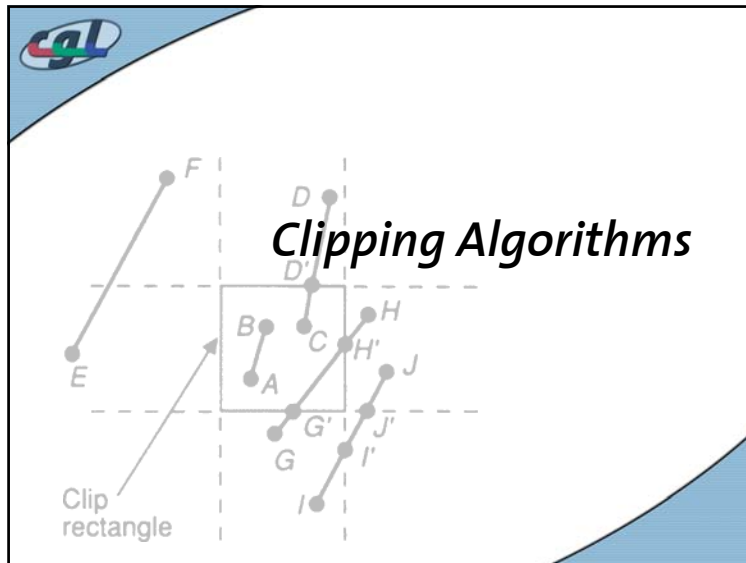 cgl
F
D
Clipping Algorithms
D'
B
C
H
H'
E
A
J
G'
J'
G
I'
Clip
rectangle
I